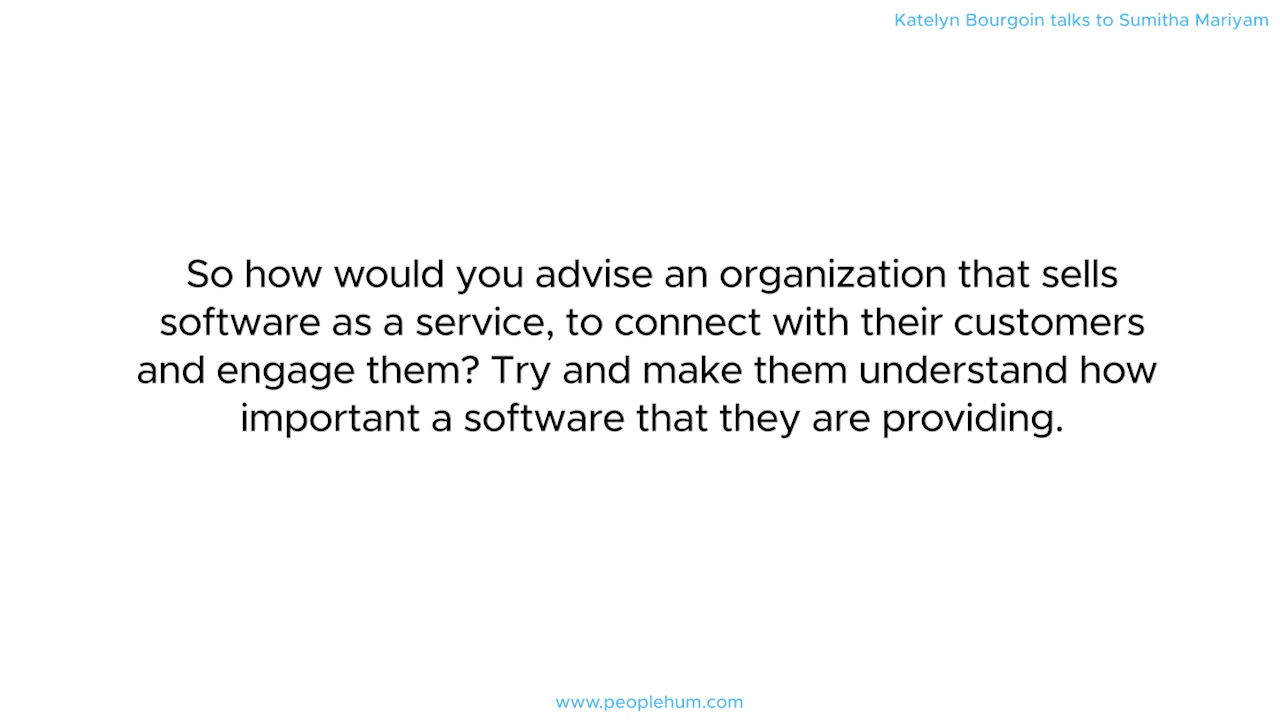 Katelyn Bourgoin talks to Sumitha Mariyam
So how would you advise an organization that sells
software as a service, to connect with their customers
and engage them? Try and make them understand how
important a software that they are providing.
www.peoplehum.com